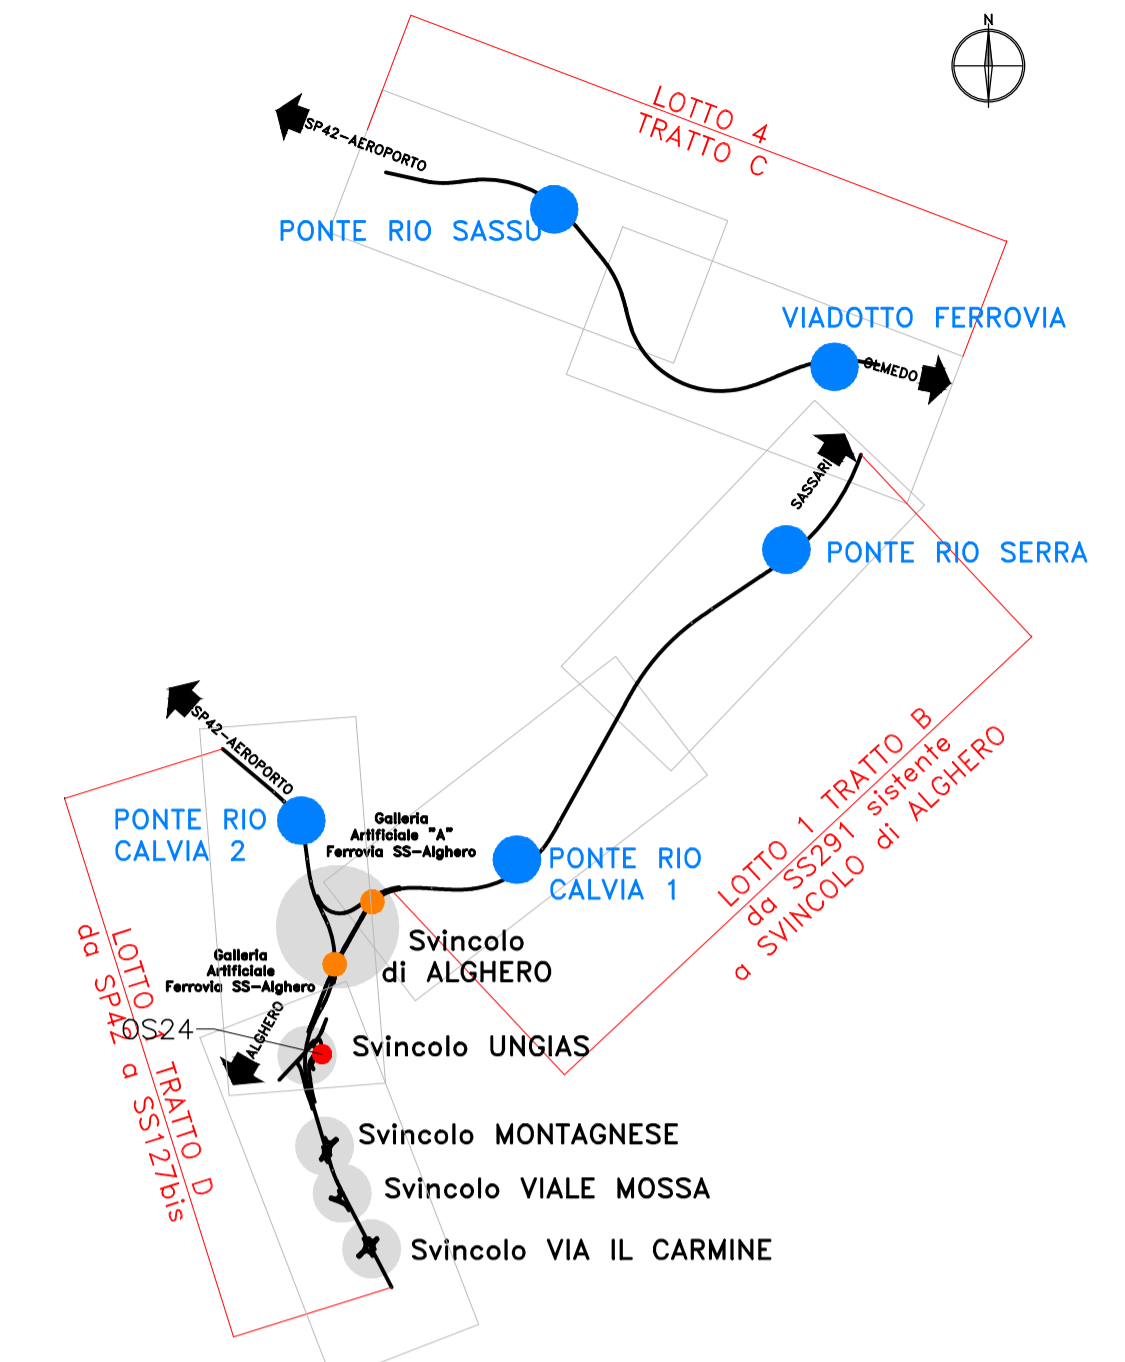 N
LOTTO 4
TRATTO C
SP42-AEROPORTO
PONTE RIO SASSU
VIADOTTO FERROVIA
OLMEDO
SASSARI
PONTE RIO SERRA
SP42-AEROPORTO
PONTE RIO
CALVIA 2
Galleria
Artificiale "A"
Ferrovia SS-Alghero
PONTE RIO
CALVIA 1
LOTTO 1 TRATTO B
da SS291 sistente
a SVINCOLO di ALGHERO
Svincolo
di ALGHERO
Galleria
Artificiale
Ferrovia SS-Alghero
LOTTO 1 TRATTO D
da SP42 a SS127bis
OS24
ALGHERO
Svincolo UNGIAS
Svincolo MONTAGNESE
Svincolo VIALE MOSSA
Svincolo VIA IL CARMINE